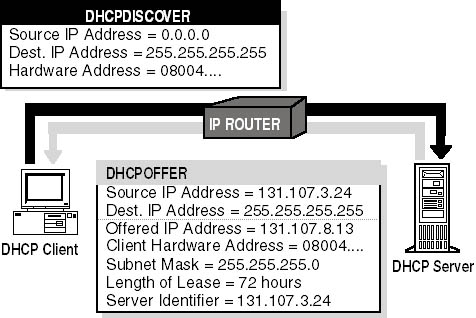 DHCPDISCOVER
Source IP Address = 0.0.0.0
Dest. IP Address = 255.255.255.255
Hardware Address = 08004....
IP ROUTER
DHCPOFFER
Source IP Address = 131.107.3.24
Dest. IP Address = 255.255.255.255
Offered IP Address = 131.107.8.13
Client Hardware Address = 08004....
Subnet Mask = 255.255.255.0
Length of Lease = 72 hours
Server Identifier = 131.107.3.24
DHCP Client
DHCP Server